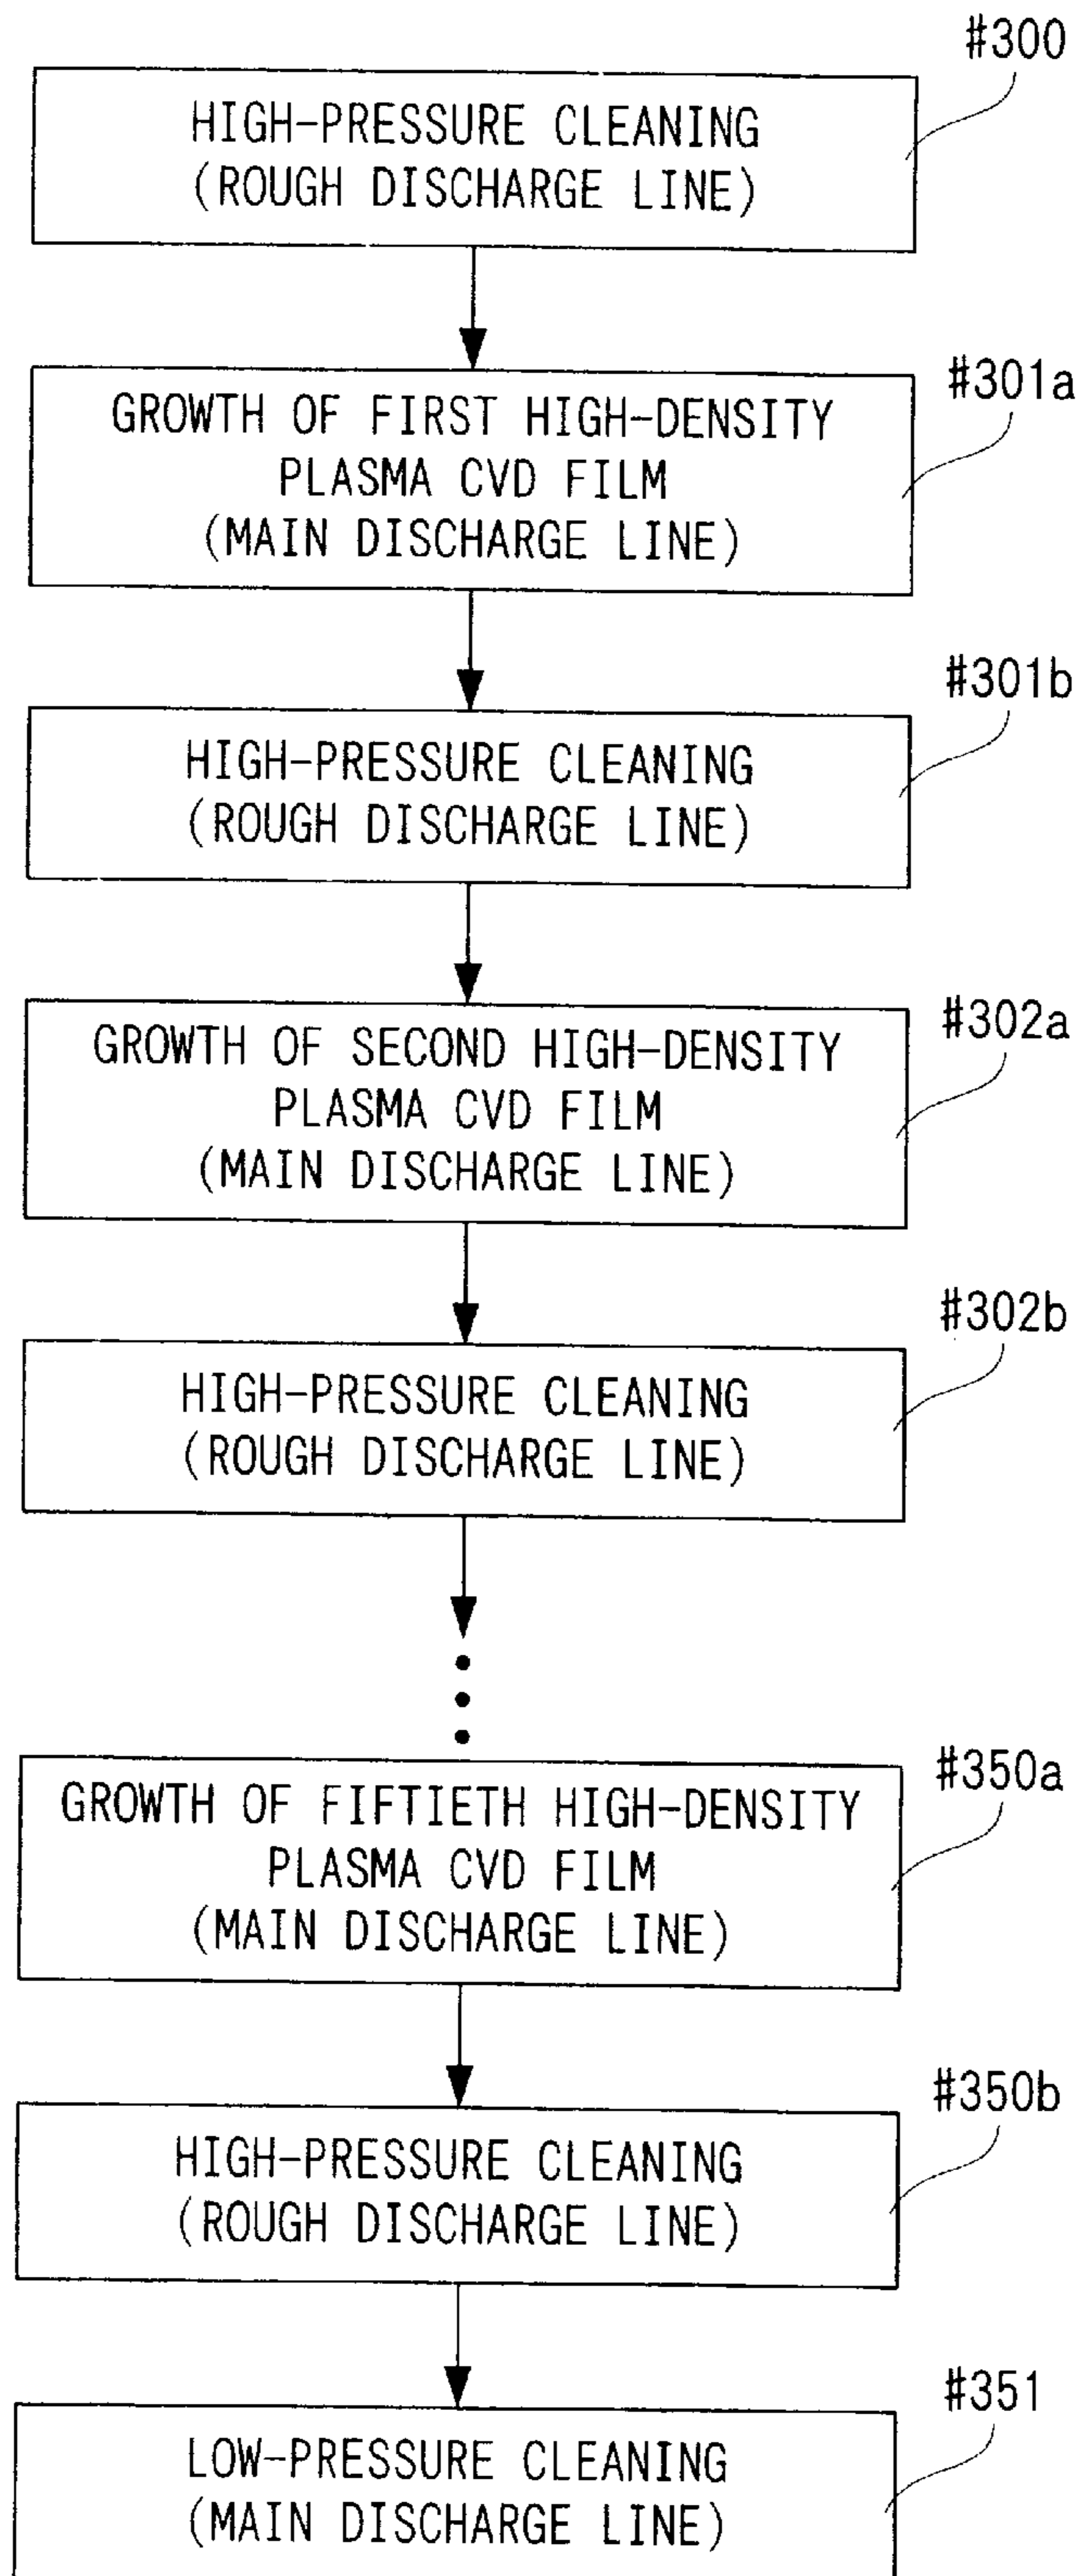 #300
HIGH-PRESSURE CLEANING
(ROUGH DISCHARGE LINE)
#301a
GROWTH OF FIRST HIGH-DENSITY
PLASMA CVD FILM
(MAIN DISCHARGE LINE)
#301b
HIGH-PRESSURE CLEANING
(ROUGH DISCHARGE LINE)
#302a
GROWTH OF SECOND HIGH-DENSITY
PLASMA CVD FILM
(MAIN DISCHARGE LINE)
#302b
HIGH-PRESSURE CLEANING
(ROUGH DISCHARGE LINE)
#350a
GROWTH OF FIFTIETH HIGH-DENSITY
PLASMA CVD FILM
(MAIN DISCHARGE LINE)
#350b
HIGH-PRESSURE CLEANING
(ROUGH DISCHARGE LINE)
#351
LOW-PRESSURE CLEANING
(MAIN DISCHARGE LINE)